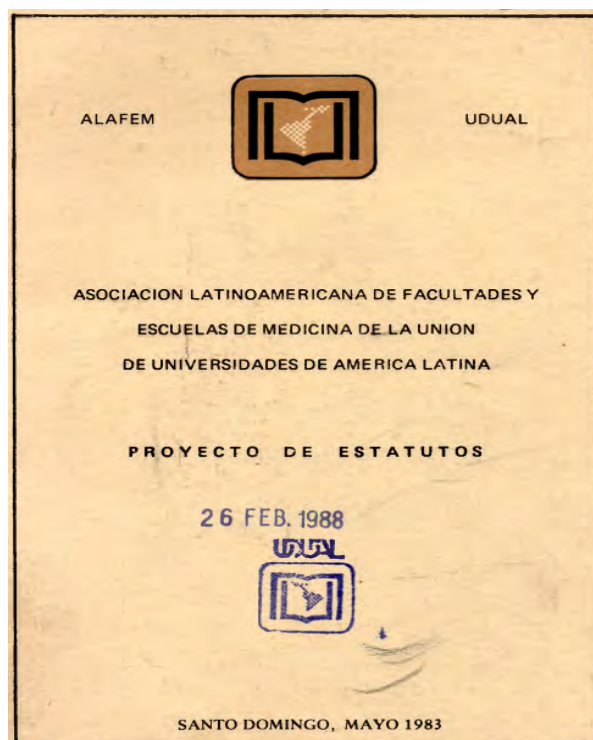 ALAFEM
UDUAL
ASOCIACION LATINOAMERICANA DE FACULTADES Y
ESCUELAS DE MEDICINA DE LA UNION
DE UNIVERSIDADES DE AMERICA LATINA
PROYECTO DE ESTATUTOS
26 FEB. 1988
UDUAL
SANTO DOMINGO, MAYO 1983